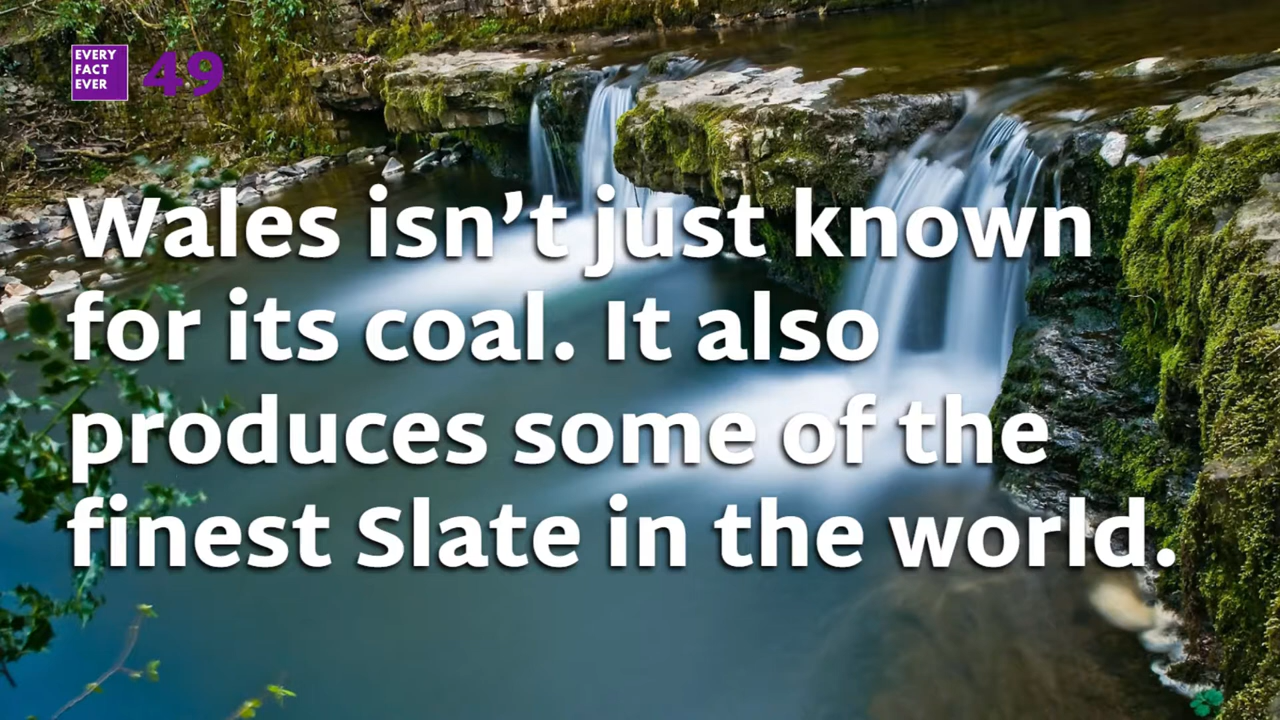 EVERY
FACT
EVER
49
Wales isn’t just known
for its coal. It also
produces some of the
finest Slate in the world.